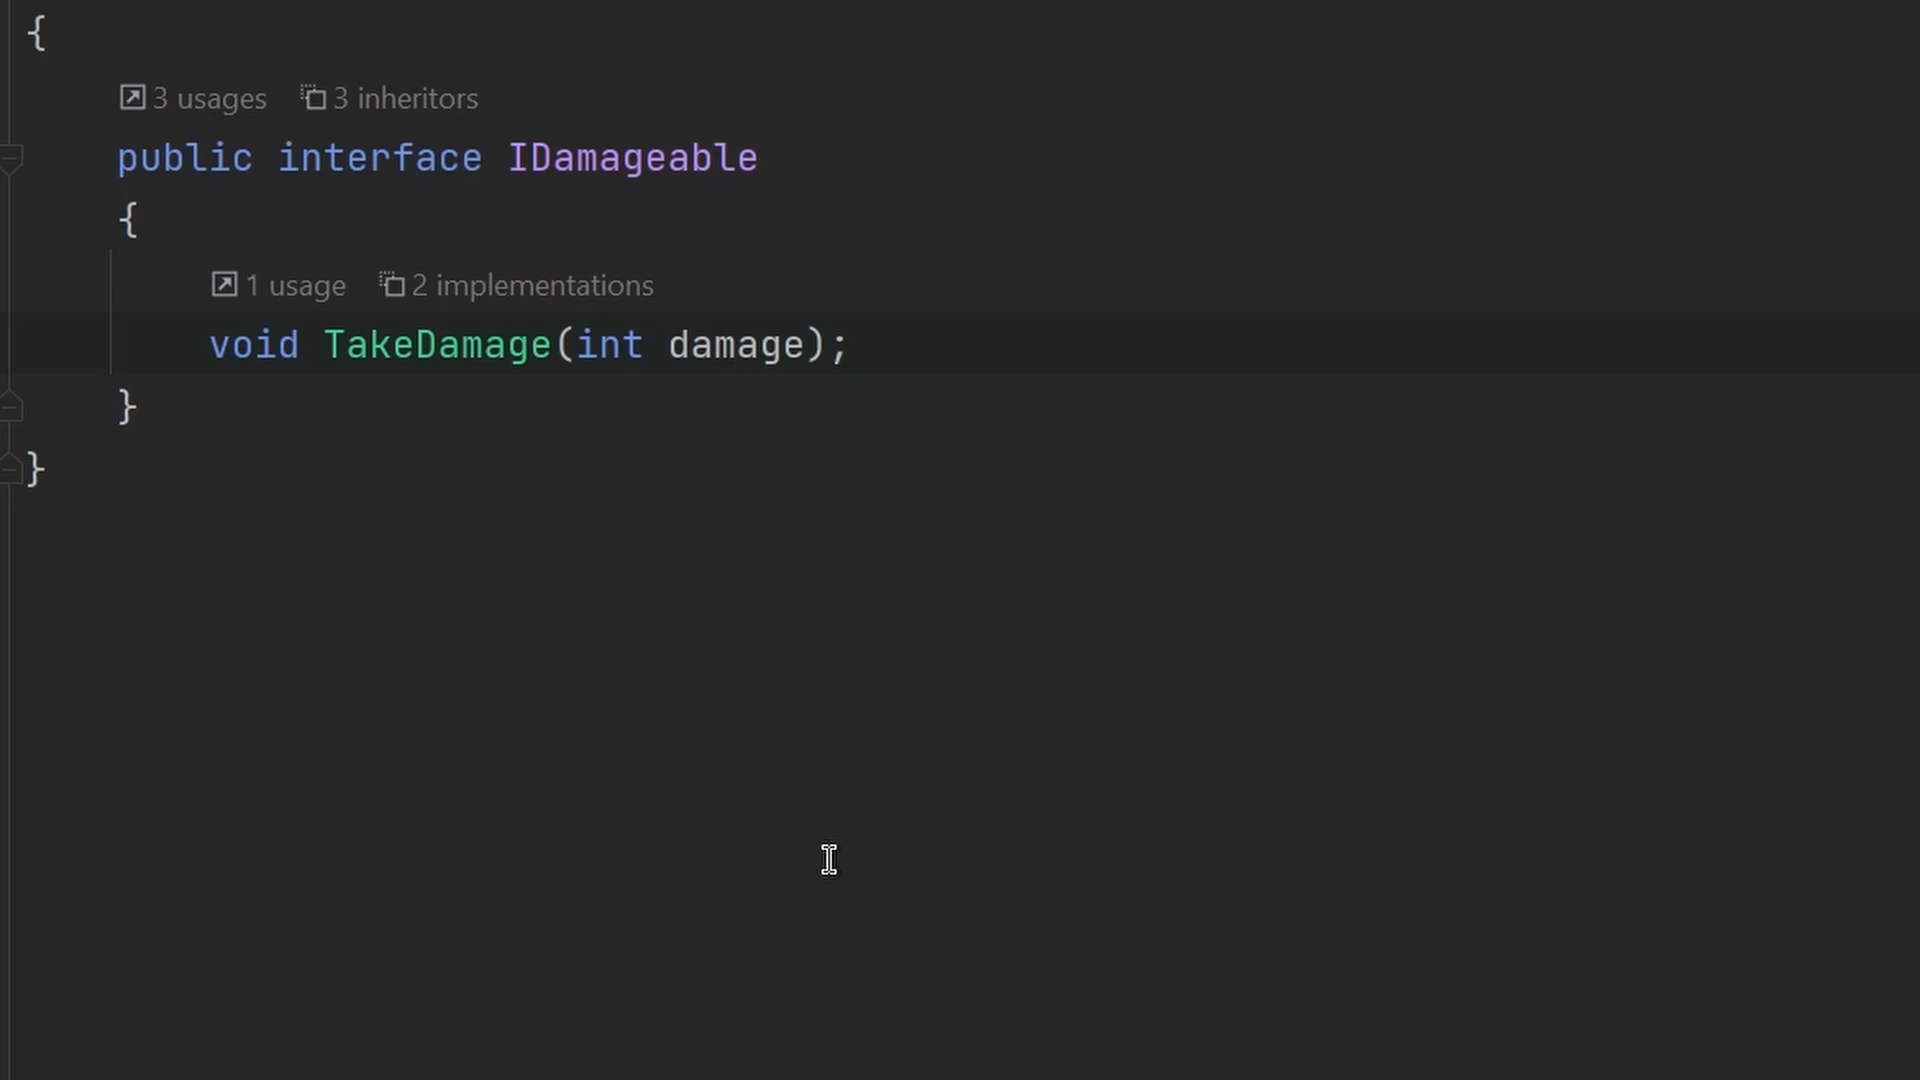 {
3 usages 3 inheritors
public interface IDamageable
{
1 usage 2 implementations
void TakeDamage(int damage);
}
}